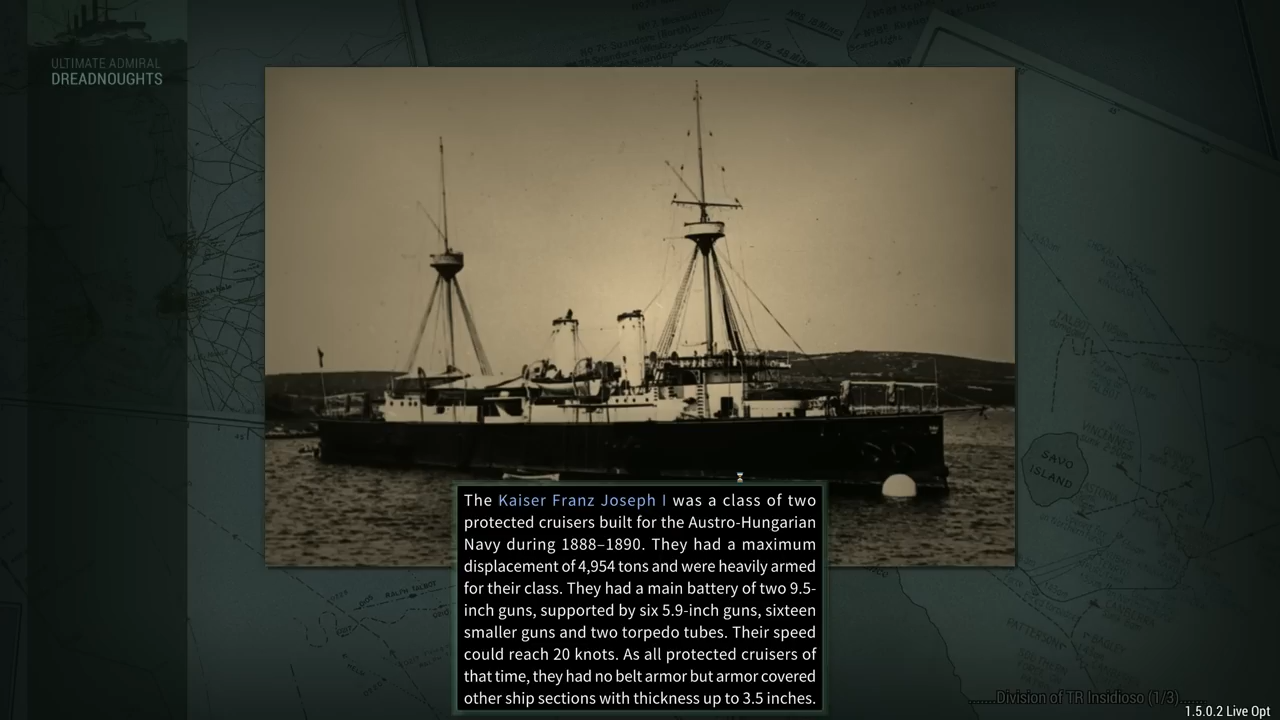 ULTIMATE ADMIRAL
DREADNOUGHTS
SAVO
ISLAND
The Kaiser Franz Joseph I was a class of two
protected cruisers built for the Austro-Hungarian
Navy during 1888–1890. They had a maximum
displacement of 4,954 tons and were heavily armed
for their class. They had a main battery of two 9.5-
inch guns, supported by six 5.9-inch guns, sixteen
smaller guns and two torpedo tubes. Their speed
could reach 20 knots. As all protected cruisers of
that time, they had no belt armor but armor covered
other ship sections with thickness up to 3.5 inches.
......Division of TR Insidioso (1/3)......
1.5.0.2 Live Opt